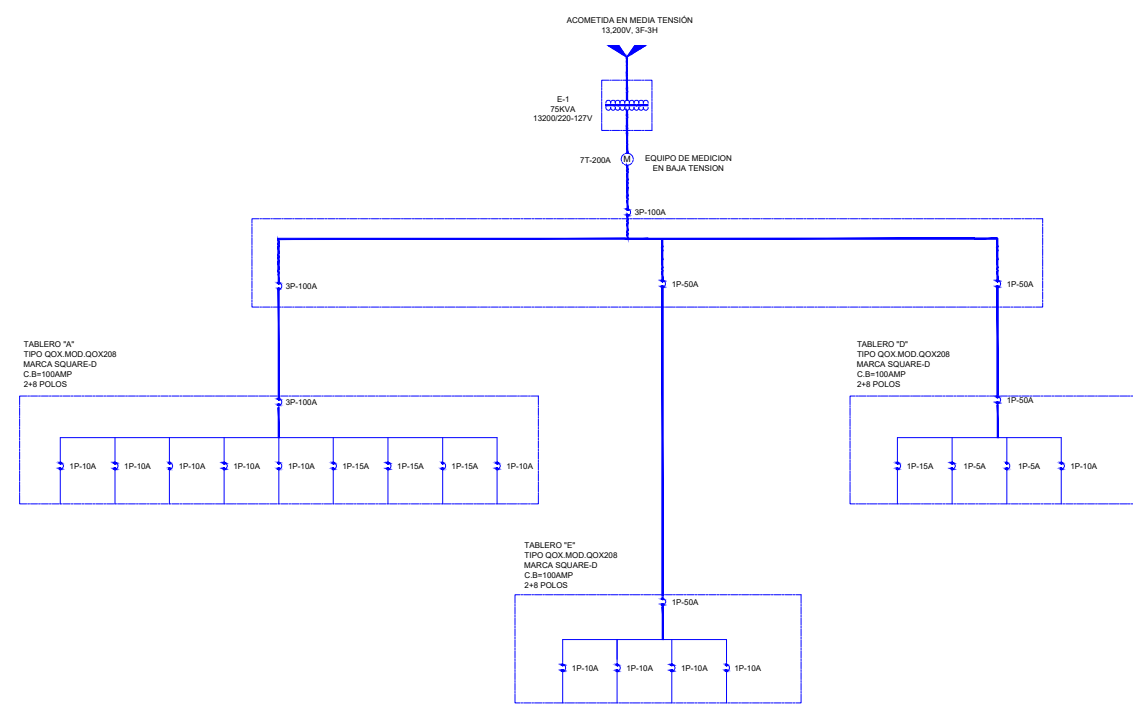 ACOMETIDA EN MEDIA TENSIÓN
13,200V, 3F-3H
E-1
75KVA
13200/220-127V
7T-200A
M
EQUIPO DE MEDICION
EN BAJA TENSION
3P-100A
3P-100A
1P-50A
1P-50A
TABLERO "A"
TIPO QOX.MOD.QOX208
MARCA SQUARE-D
C.B=100AMP
2+8 POLOS
TABLERO "D"
TIPO QOX.MOD.QOX208
MARCA SQUARE-D
C.B=100AMP
2+8 POLOS
3P-100A
1P-50A
1P-10A
1P-10A
1P-10A
1P-10A
1P-10A
1P-15A
1P-15A
1P-15A
1P-10A
1P-15A
1P-5A
1P-5A
1P-10A
TABLERO "E"
TIPO QOX.MOD.QOX208
MARCA SQUARE-D
C.B=100AMP
2+8 POLOS
1P-50A
1P-10A
1P-10A
1P-10A
1P-10A